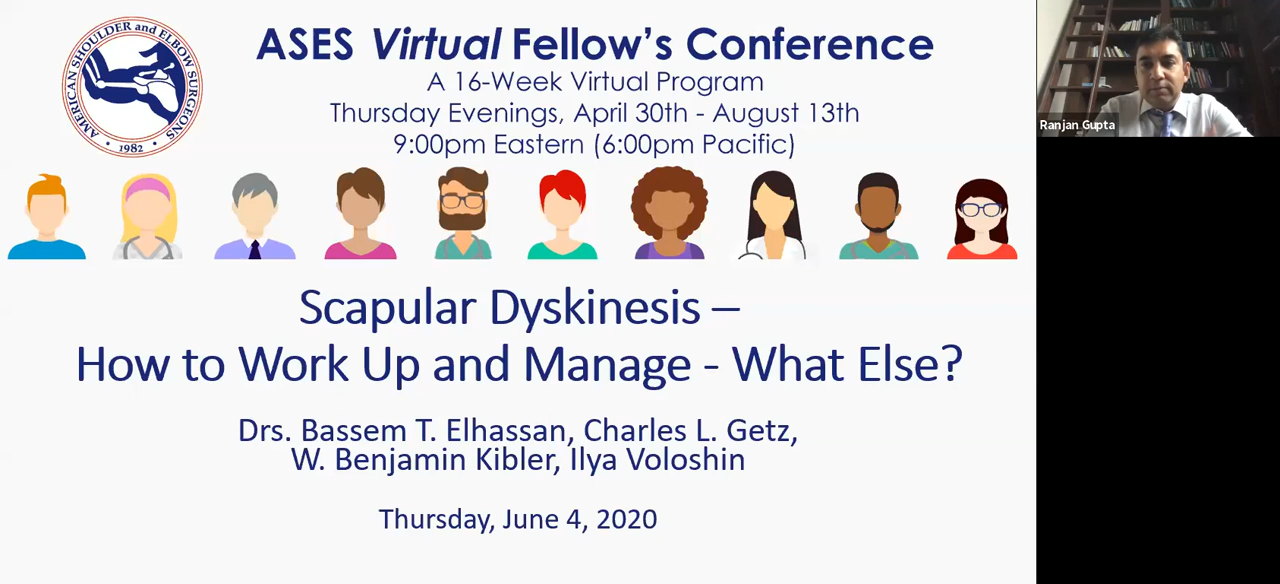 AMERICAN SHOULDER and ELBOW SURGEONS
• 1982 •
ASES Virtual Fellow's Conference
A 16-Week Virtual Program
Thursday Evenings, April 30th - August 13th
9:00pm Eastern (6:00pm Pacific)
Ranjan Gupta
Scapular Dyskinesis –
How to Work Up and Manage - What Else?
Drs. Bassem T. Elhassan, Charles L. Getz,
W. Benjamin Kibler, Ilya Voloshin
Thursday, June 4, 2020